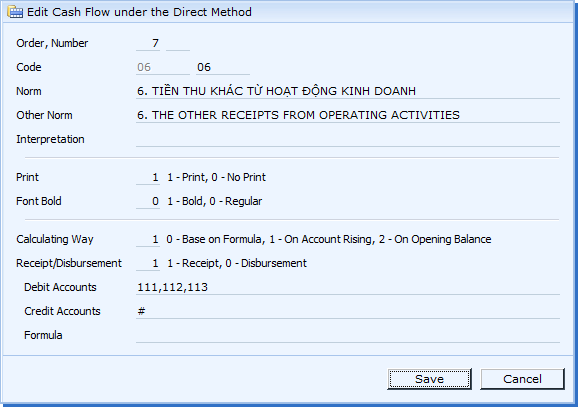 Edit Cash Flow under the Direct Method
Order, Number 7
Code 06 06
Norm 6. TIỀN THU KHÁC TỪ HOẠT ĐỘNG KINH DOANH
Other Norm 6. THE OTHER RECEIPTS FROM OPERATING ACTIVITIES
Interpretation
Print 1 1 - Print, 0 - No Print
Font Bold 0 1 - Bold, 0 - Regular
Calculating Way 1 0 - Base on Formula, 1 - On Account Rising, 2 - On Opening Balance
Receipt/Disbursement 1 1 - Receipt, 0 - Disbursement
Debit Accounts 111,112,113
Credit Accounts #
Formula
Save Cancel